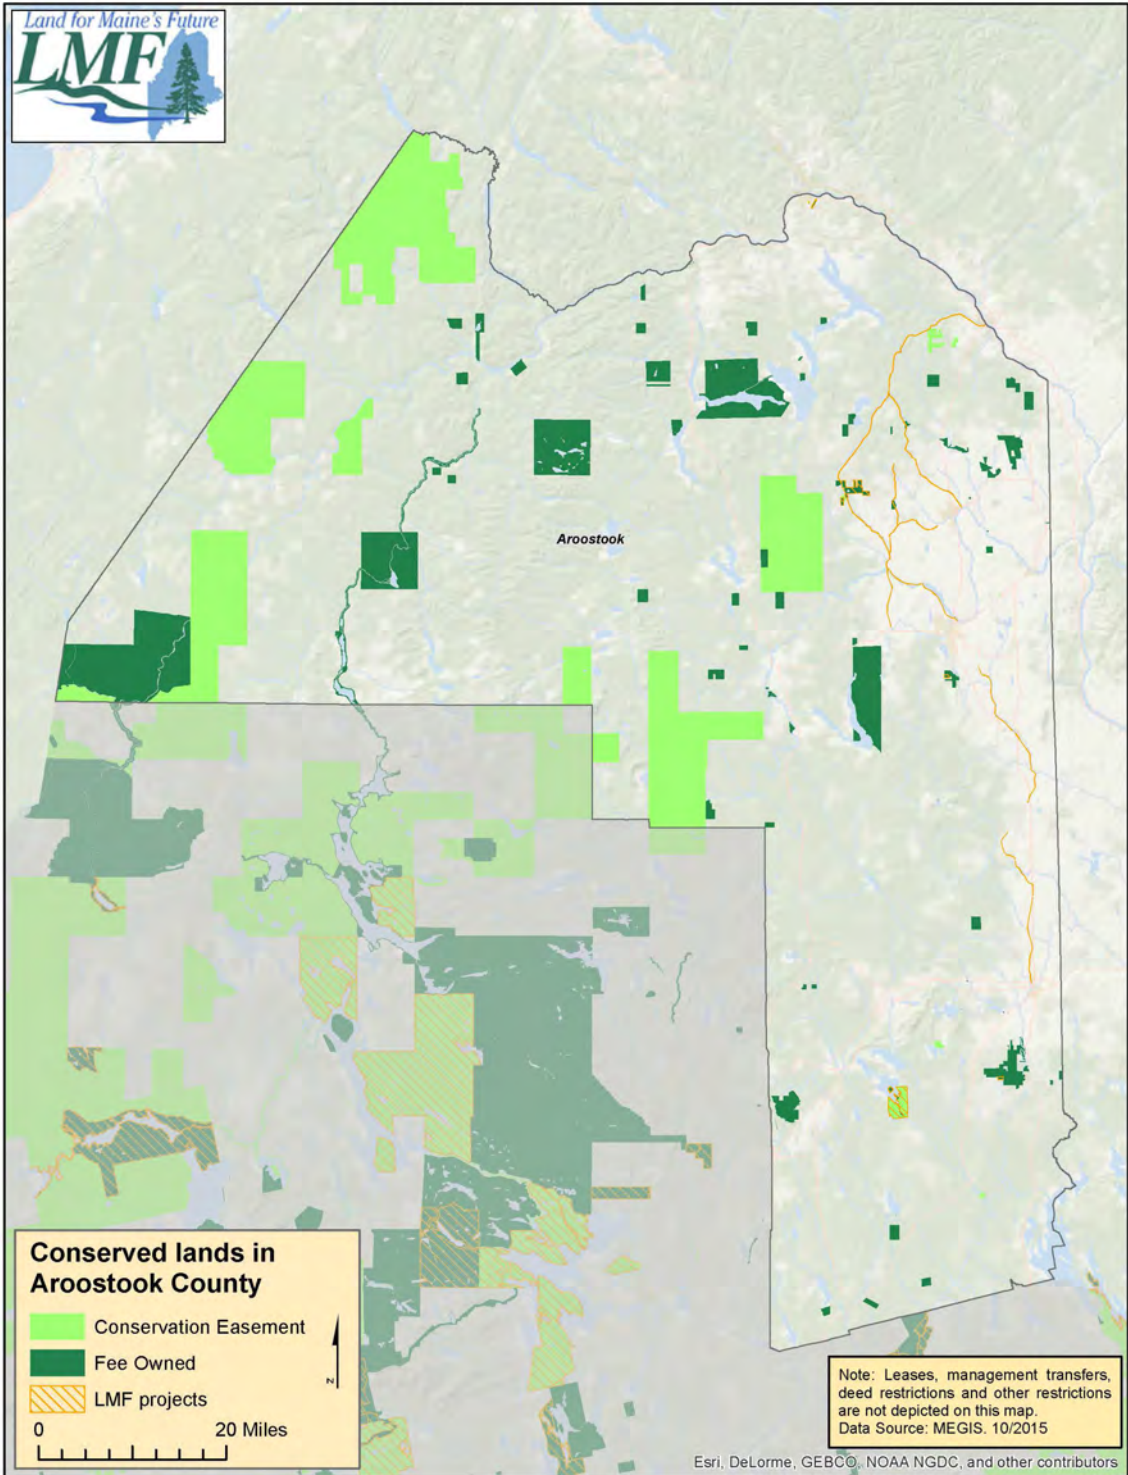 Land for Maine's Future
LMF
Aroostook
Conserved lands in
Aroostook County
Conservation Easement
Fee Owned
LMF projects
N
0 20 Miles
Note: Leases, management transfers,
deed restrictions and other restrictions
are not depicted on this map.
Data Source: MEGIS. 10/2015
Esri, DeLorme, GEBCO, NOAA NGDC, and other contributors